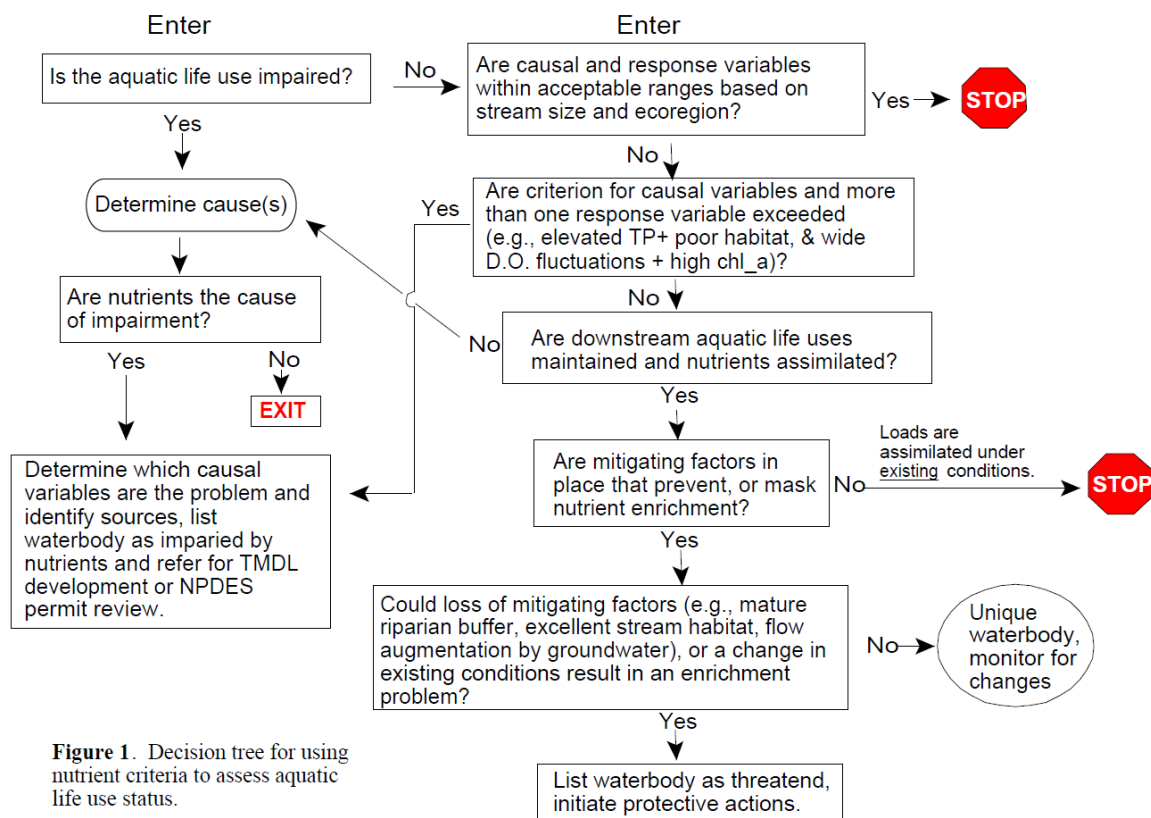 Enter
Enter
Is the aquatic life use impaired?
No
Are causal and response variables
within acceptable ranges based on
stream size and ecoregion?
Yes
STOP
Yes
No
Determine cause(s)
Yes
Are criterion for causal variables and more
than one response variable exceeded
(e.g., elevated TP+ poor habitat, & wide
D.O. fluctuations + high chl_a)?
Are nutrients the cause
of impairment?
No
No
Are downstream aquatic life uses
maintained and nutrients assimilated?
Yes
No
EXIT
Yes
Determine which causal
variables are the problem and
identify sources, list
waterbody as imparied by
nutrients and refer for TMDL
development or NPDES
permit review.
Are mitigating factors in
place that prevent, or mask
nutrient enrichment?
No
Loads are
assimilated under
existing conditions.
STOP
Yes
Could loss of mitigating factors (e.g., mature
riparian buffer, excellent stream habitat, flow
augmentation by groundwater), or a change in
existing conditions result in an enrichment
problem?
No
Unique
waterbody,
monitor for
changes
Yes
List waterbody as threatend,
initiate protective actions.
Figure 1. Decision tree for using
nutrient criteria to assess aquatic
life use status.